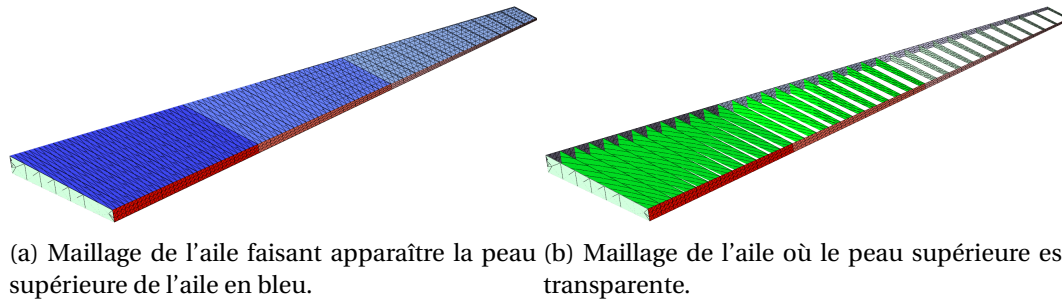 (a) Maillage de l'aile faisant apparaître la peau
supérieure de l'aile en bleu.
(b) Maillage de l'aile où le peau supérieure es
transparente.